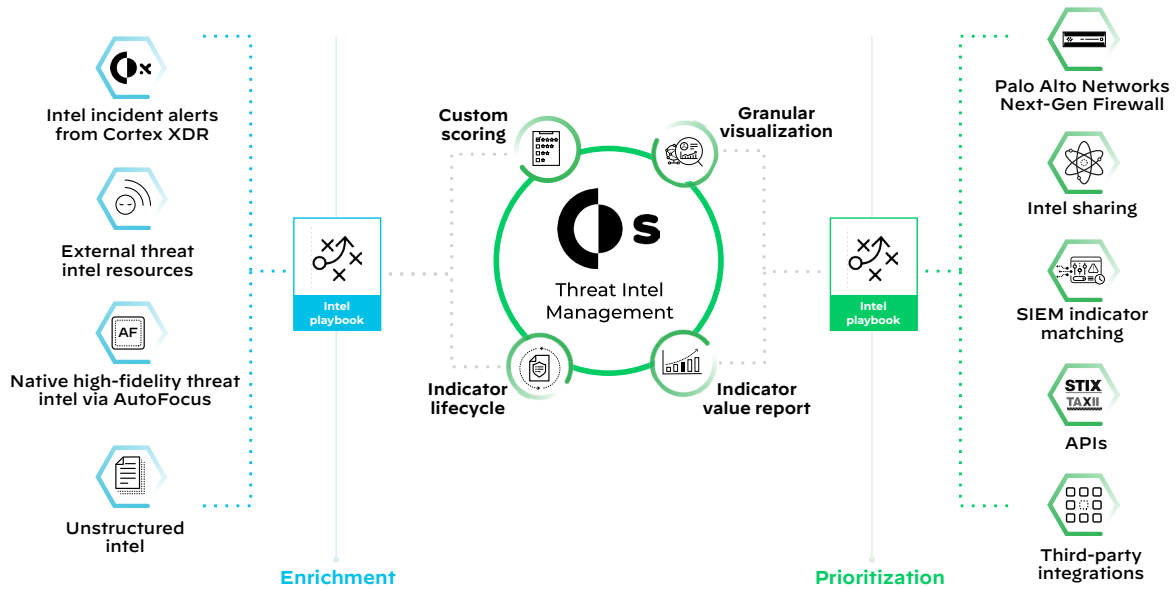 Intel incident alerts
from Cortex XDR
External threat
intel resources
AF
Native high-fidelity threat
intel via AutoFocus
Unstructured
intel
Intel
playbook
Enrichment
Custom
scoring
Granular
visualization
S
Threat Intel
Management
Indicator
lifecycle
Indicator
value report
Intel
playbook
Prioritization
Palo Alto Networks
Next-Gen Firewall
Intel sharing
SIEM indicator
matching
STIX
TAXII
APIs
Third-party
integrations